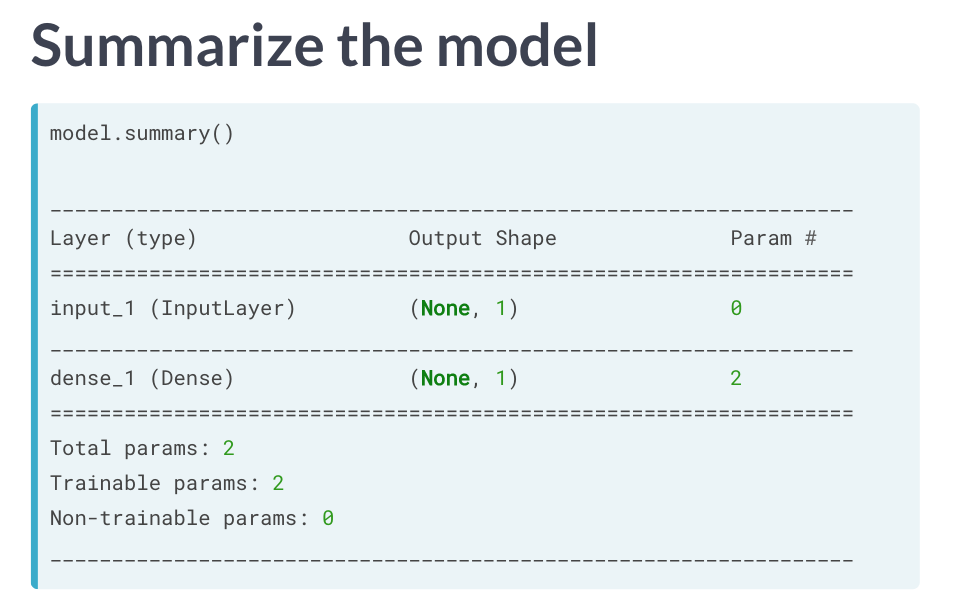 Summarize the model
model.summary()
_________________________________________________________________
Layer (type)                 Output Shape              Param #
=================================================================
input_1 (InputLayer)         (None, 1)                 0
_________________________________________________________________
dense_1 (Dense)              (None, 1)                 2
=================================================================
Total params: 2
Trainable params: 2
Non-trainable params: 0
_________________________________________________________________